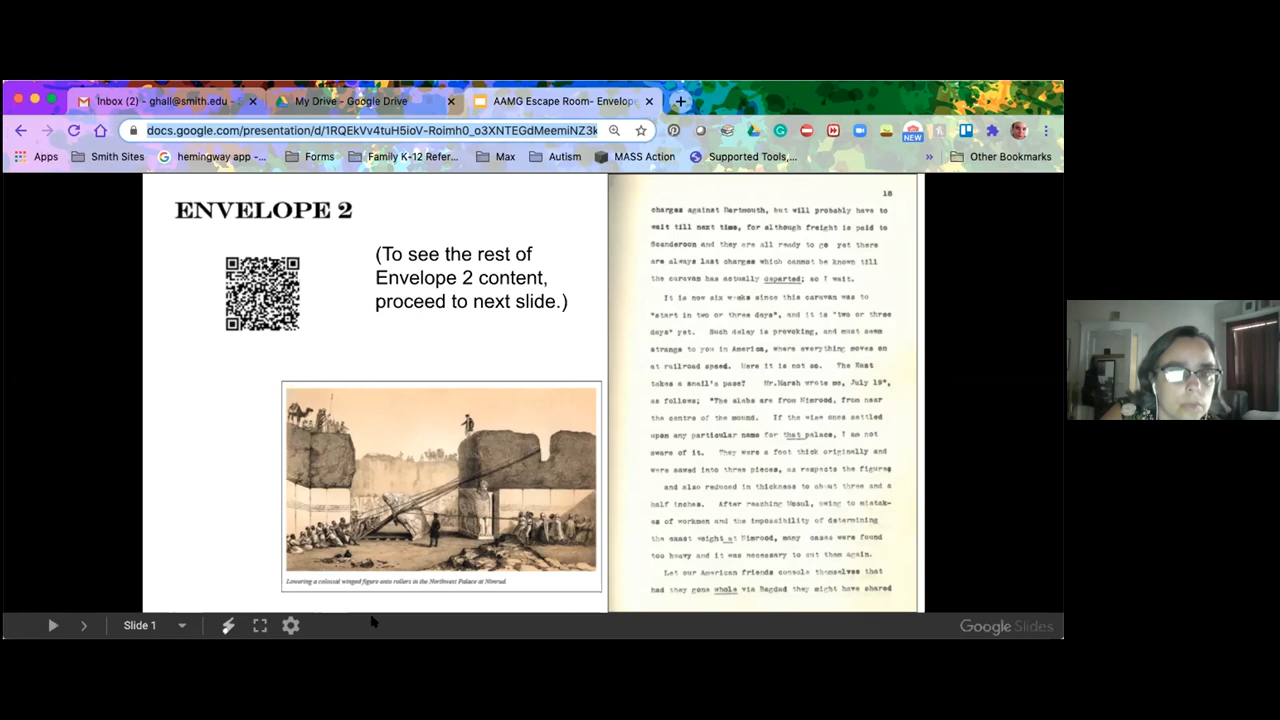 Inbox (2) - ghall@smith.edu -
My Drive - Google Drive
AAMG Escape Room- Envelope
docs.google.com/presentation/d/1RQEkVv4tuH5ioV-Roimh0_o3XNTEGdMeemiNZ3k
NEW
Apps
Smith Sites
hemingway app -...
Forms
Family K-12 Refer...
Max
Autism
MASS Action
Supported Tools,...
»
Other Bookmarks
ENVELOPE 2
(To see the rest of
Envelope 2 content,
proceed to next slide.)
Lowering a colossal winged figure onto rollers in the Northwest Palace at Nimrud.
18
charges against Dartmouth, but will probably have to
wait till next time, for although freight is paid to
Scanderoon and they are all ready to go yet there
are always last charges which cannot be known till
the caravan has actually departed; so I wait.
It is now six weeks since this caravan was to
"start in two or three days", and it is "two or three
days" yet. Such delay is provoking, and must seem
strange to you in America, where everything moves on
at railroad speed. Here it is not so. The East
takes a snail's pace? Mr.Marsh wrote me, July 19",
as follows; "The slabs are from Nimrood, from near
the centre of the mound. If the wise ones settled
upon any particular name for that palace, I am not
aware of it. They were a foot thick originally and
were sawed into three pieces, as respects the figures
and also reduced in thickness to about three and a
half inches. After reaching Mosul, owing to mistak-
es of workmen and the impossibility of determining
the exact weight at Nimrood, many cases were found
too heavy and it was necessary to cut them again.
Let our American friends console themselves that
had they gone whole via Bagdad they might have shared
Slide 1
Google Slides